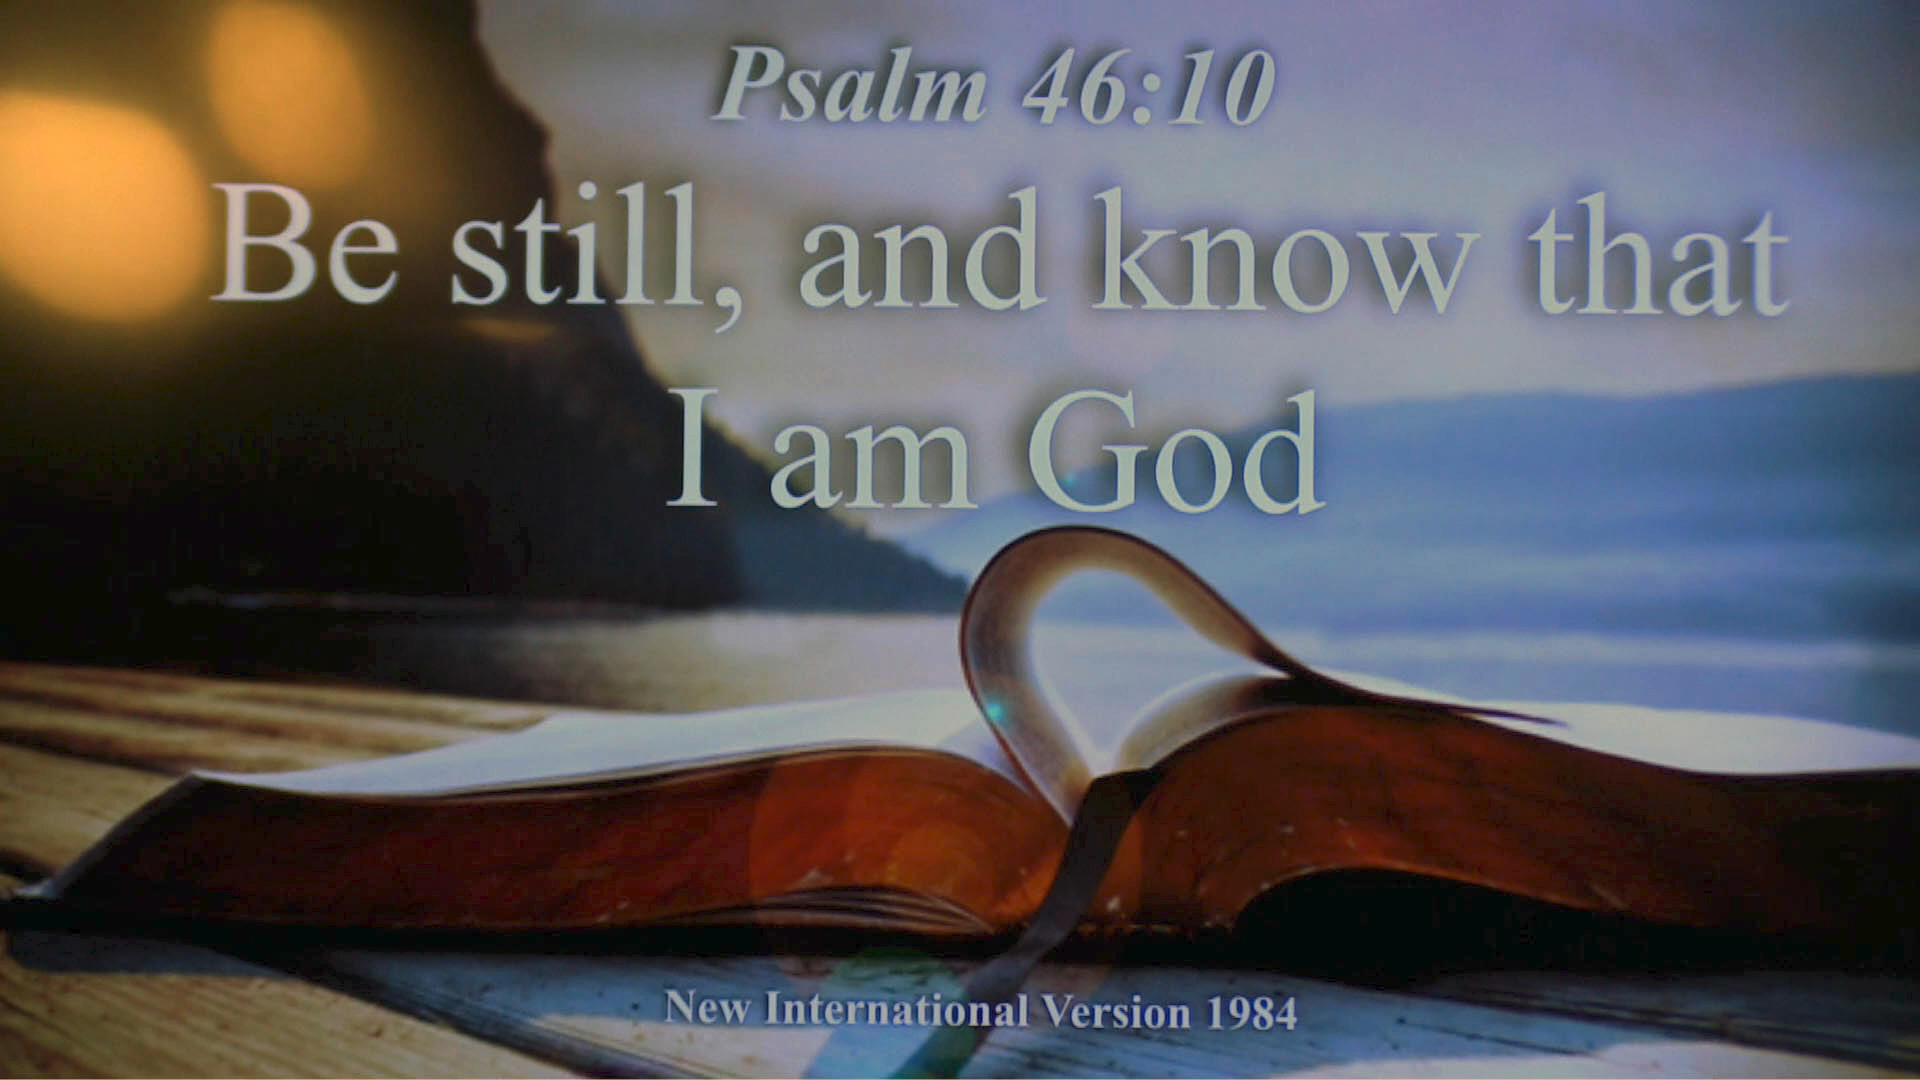 Psalm 46:10
Be still, and know that
I am God
New International Version 1984